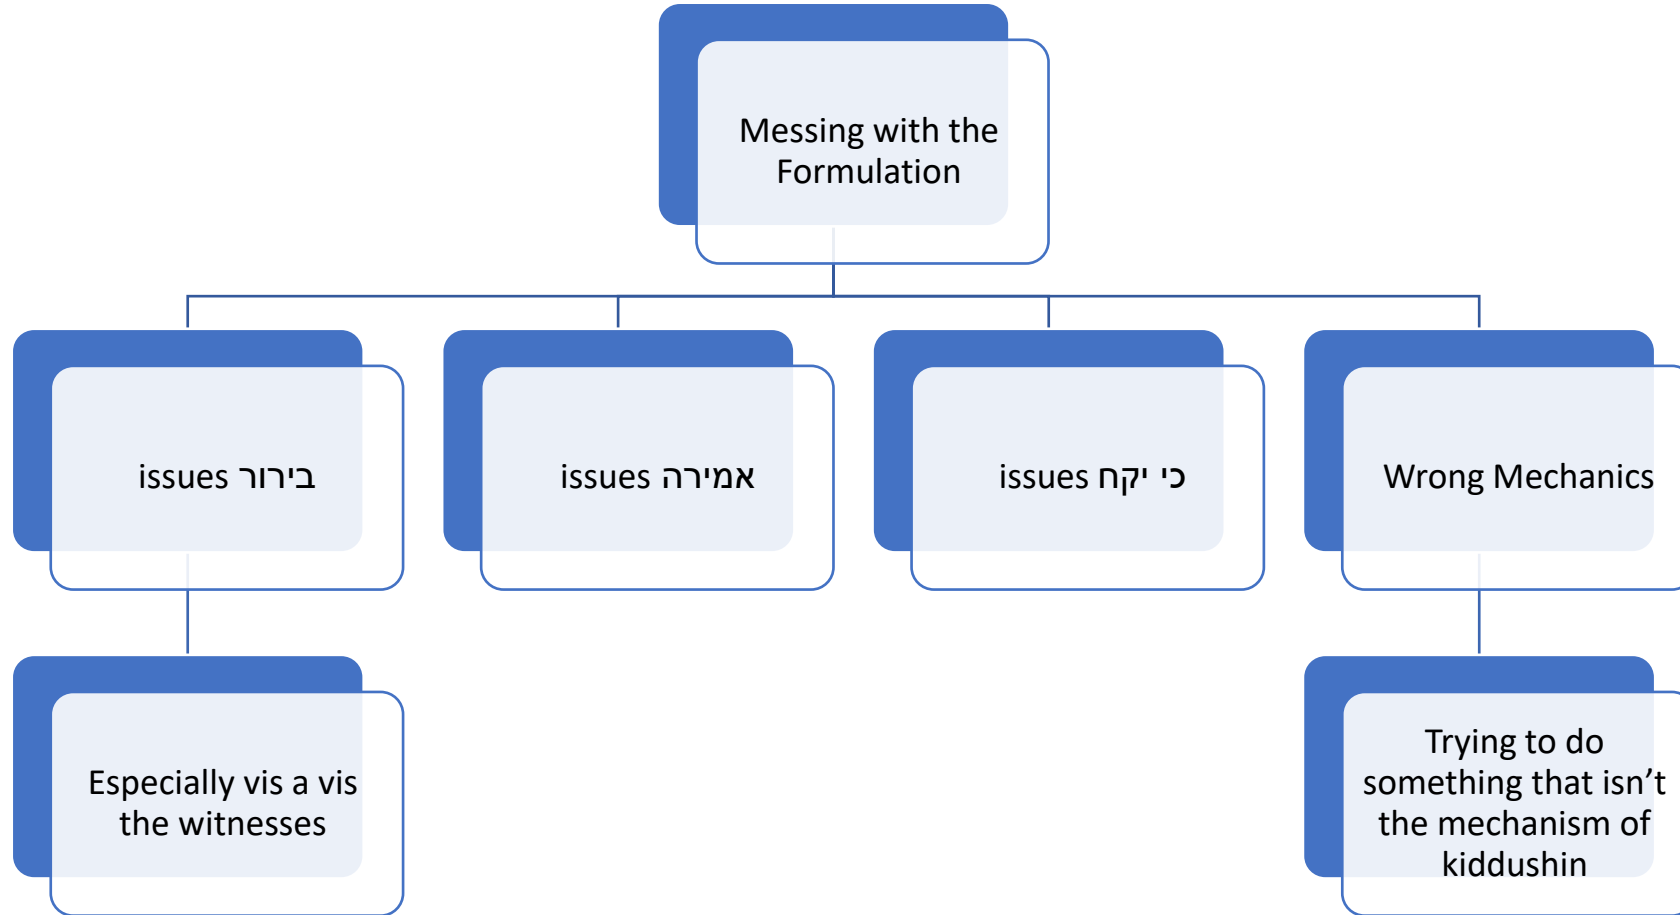 Messing with the
Formulation
issues בירור
issues אמירה
issues כי יקח
Wrong Mechanics
Especially vis a vis
the witnesses
Trying to do
something that isn’t
the mechanism of
kiddushin